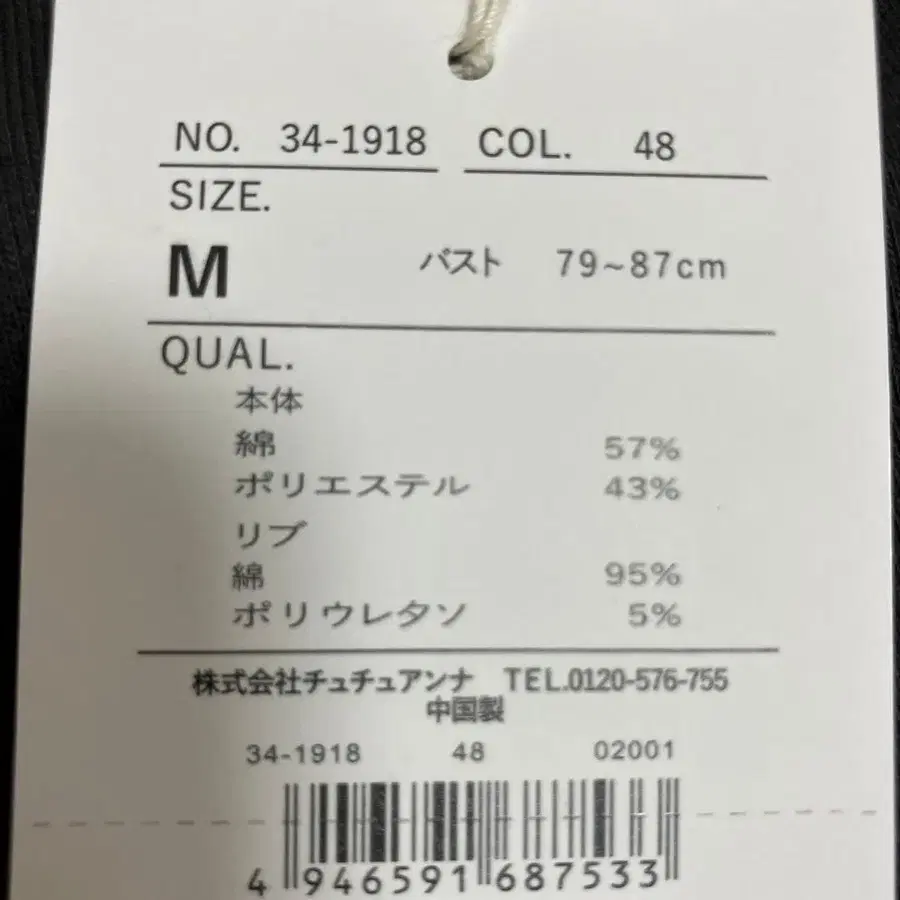 NO. 34-1918 COL. 48
SIZE.
M バスト 79~87cm
QUAL.
本体
綿 57%
ポリエステル 43%
リブ
綿 95%
ポリウレタン 5%
株式会社チュチュアンナ TEL.0120-576-755
中国製
34-1918 48 02001
4 946591 687533